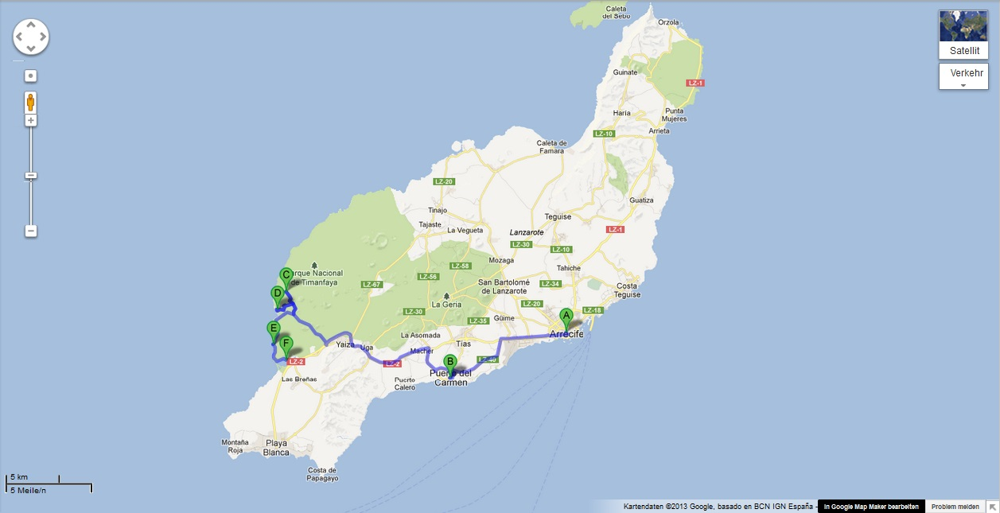 Caleta
del Sebo
Orzola
Satellit
Verkehr
Guinate
LZ-1
Haría
Punta
Mujeres
Arrieta
LZ-10
Caleta de
Famara
LZ-20
Guatiza
Tinajo
Teguise
Tajaste
La Vegueta
Lanzarote
LZ-1
LZ-30
LZ-10
Mozaga
LZ-58
Tahiche
C
arque Nacional
de Timanfaya
LZ-56
LZ-67
San Bartolomé
de Lanzarote
LZ-34
Costa
Teguise
D
La Geria
LZ-20
LZ-30
LZ-18
A
LZ-35
Güime
E
Arrecife
La Asomada
F
Yaiza
Uga
Tías
Mácher
LZ-2
LZ-2
B
LZ-40
Puerto del
Carmen
Las Breñas
Puerto
Calero
Montaña
Roja
Playa
Blanca
Costa de
Papagayo
5 km
5 Meile/n
Kartendaten ©2013 Google, basado en BCN IGN España -
In Google Map Maker bearbeiten
Problem melden